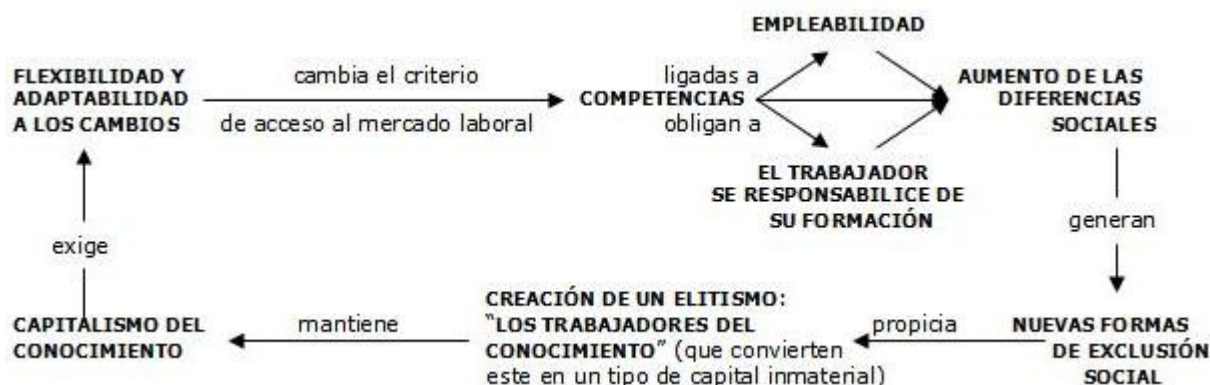 EMPLEABILIDAD
FLEXIBILIDAD Y
ADAPTABILIDAD
A LOS CAMBIOS
cambia el criterio
de acceso al mercado laboral
ligadas a
COMPETENCIAS
obligan a
AUMENTO DE LAS
DIFERENCIAS
SOCIALES
EL TRABAJADOR
SE RESPONSABILICE DE
SU FORMACIÓN
generan
exige
NUEVAS FORMAS
DE EXCLUSIÓN
SOCIAL
propicia
CREACIÓN DE UN ELITISMO:
"LOS TRABAJADORES DEL
CONOCIMIENTO" (que convierten
este en un tipo de capital inmaterial)
mantiene
CAPITALISMO DEL
CONOCIMIENTO